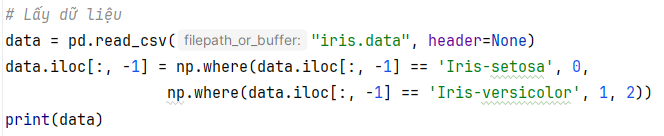 # Lấy dữ liệu
data = pd.read_csv( filepath_or_buffer: "iris.data", header=None)
data.iloc[:, -1] = np.where(data.iloc[:, -1] == 'Iris-setosa', 0,
np.where(data.iloc[:, -1] == 'Iris-versicolor', 1, 2))
print(data)